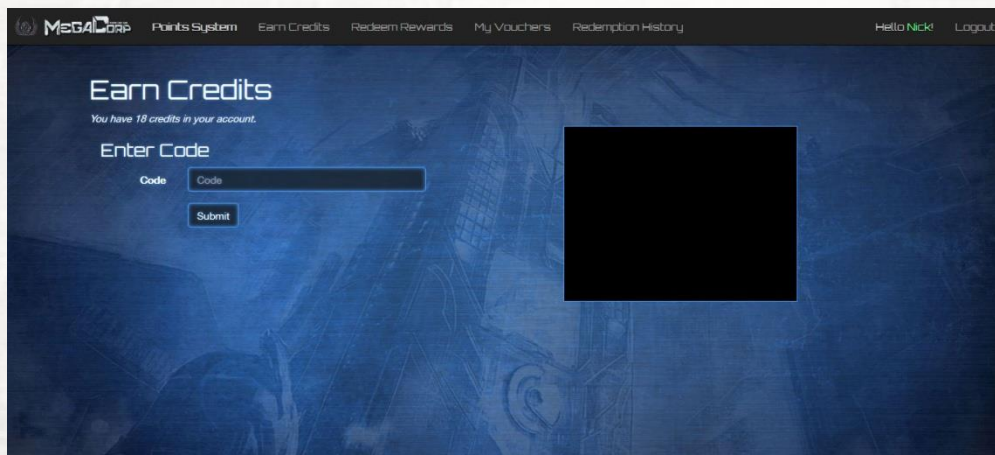 MEGACORP Points System Earn Credits Redeem Rewards My Vouchers Redemption History Hello Nick! Logout
Earn Credits
You have 18 credits in your account.
Enter Code
Code Code
Submit